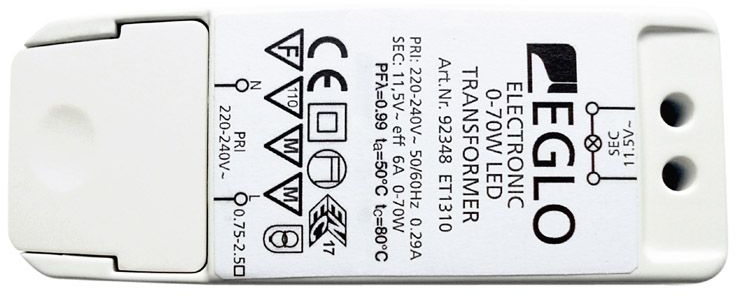 EGLO
ELECTRONIC
0-70W LED
TRANSFORMER
Art.Nr. 92348 ET1310
PRI: 220-240V~ 50/60Hz 0.29A
SEC: 11,5V~ eff 6A 0-70W
PFλ=0.99 ta=50°C tc=80°C
CE
ENEC
17
F
110
M
M
N
PRI
220-240V~
L
0.75-2.5□
SEC
11.5V~